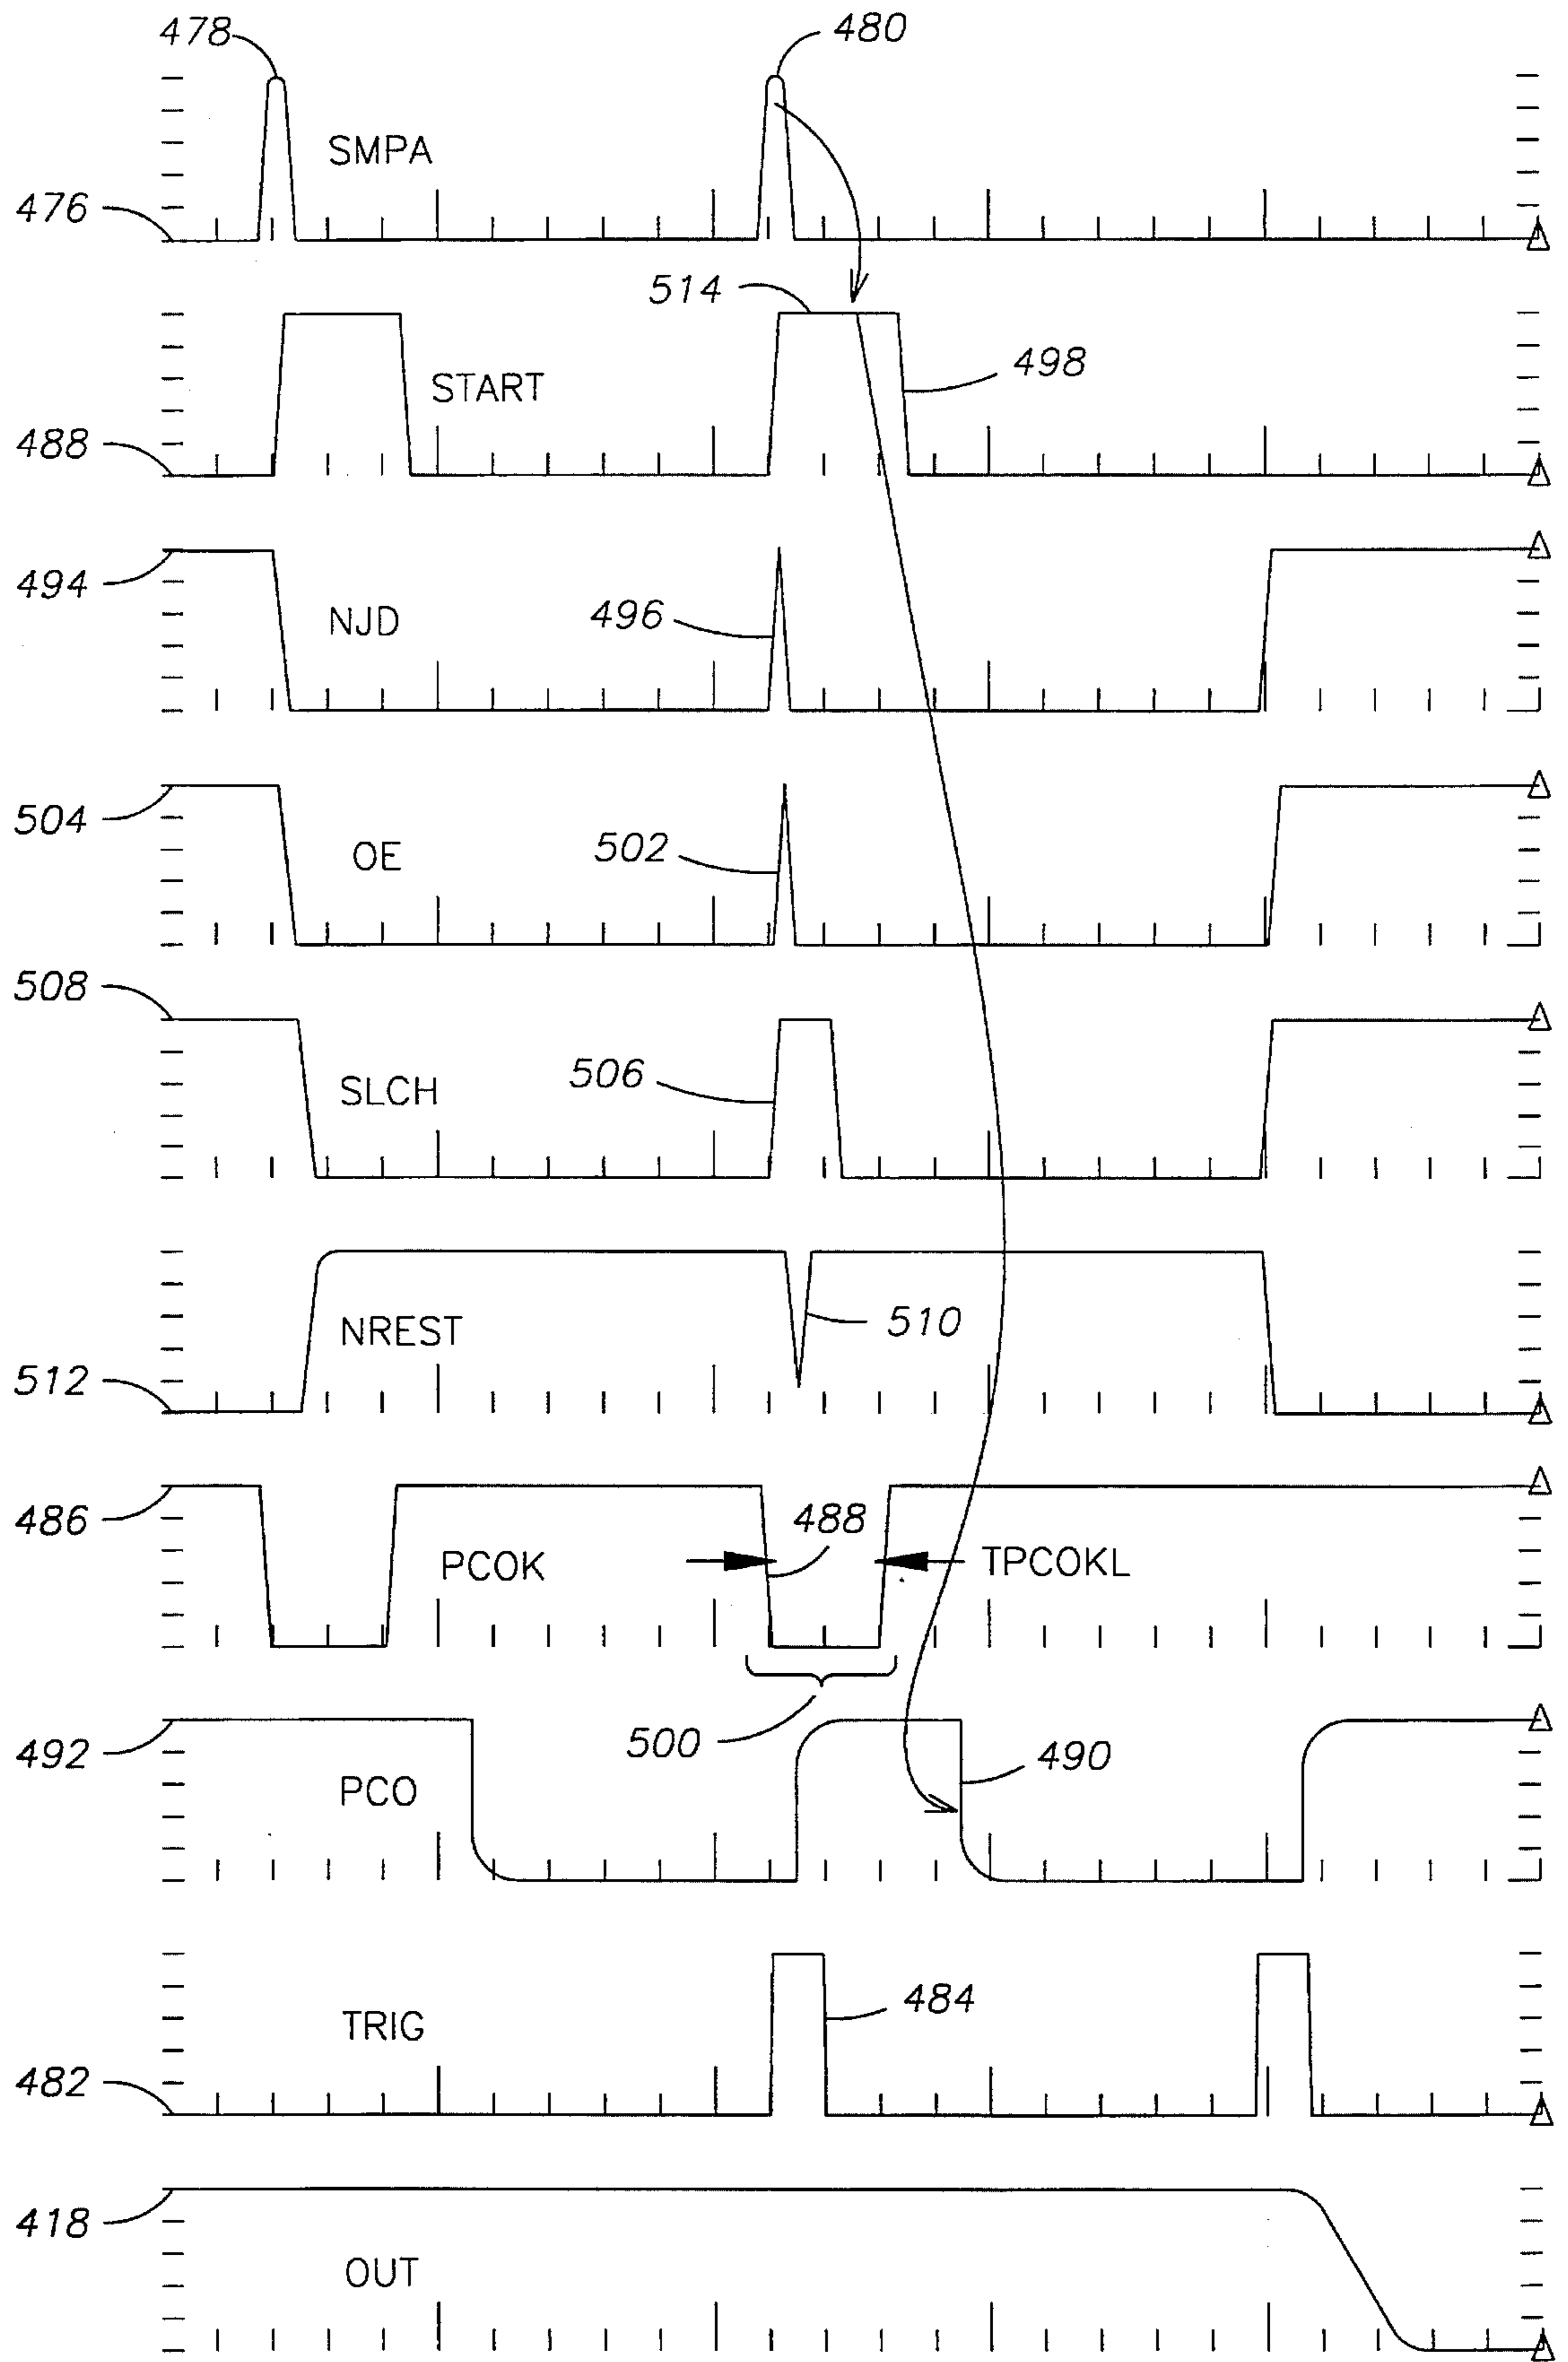 478
480
SMPA
476
514
START
498
488
494
NJD
496
504
OE
502
508
SLCH
506
NREST
510
512
486
PCOK
488
TPCOKL
492
500
490
PCO
TRIG
484
482
418
OUT